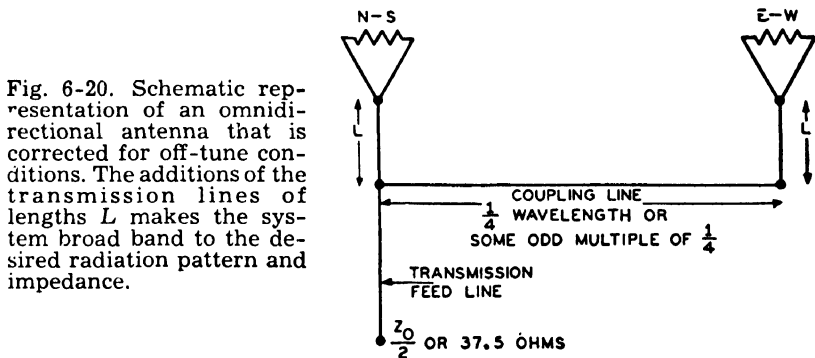 Fig. 6-20. Schematic rep-
resentation of an omnidi-
rectional antenna that is
corrected for off-tune con-
ditions. The additions of the
transmission lines of
lengths L makes the sys-
tem broad band to the de-
sired radiation pattern and
impedance.
N-S
E-W
L
L
COUPLING LINE
1/4 WAVELENGTH OR
SOME ODD MULTIPLE OF 1/4
TRANSMISSION
FEED LINE
Z₀/2 OR 37.5 OHMS